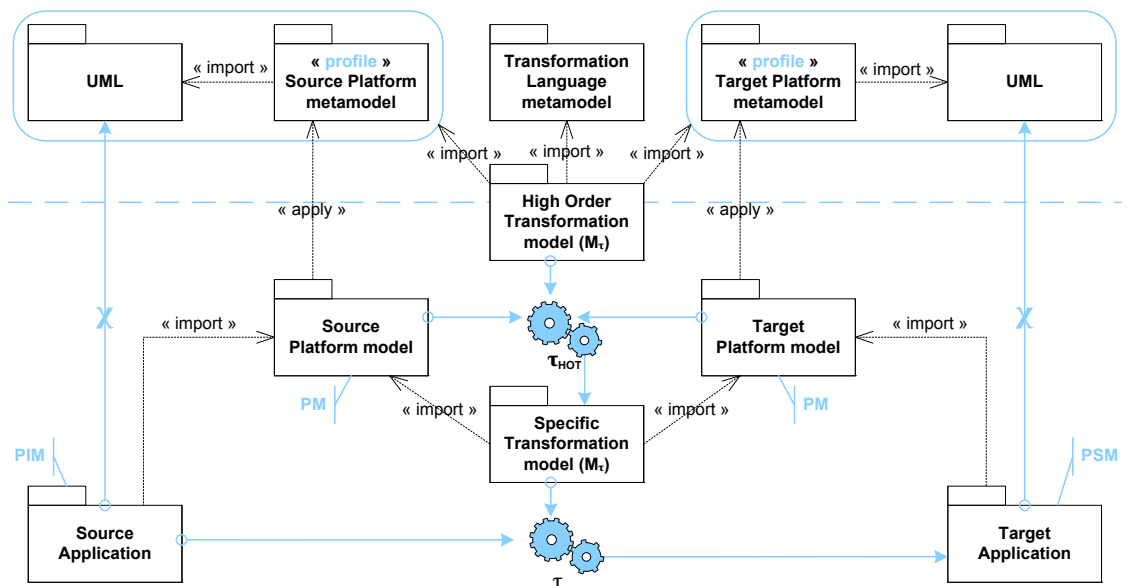 UML
« import »
« profile »
Source Platform
metamodel
Transformation
Language
metamodel
« profile »
Target Platform
metamodel
« import »
UML
« import »
« import »
« import »
« apply »
High Order
Transformation
model (Mτ)
« apply »
χ
« import »
Source
Platform model
τHOT
Target
Platform model
« import »
χ
PM
« import »
Specific
Transformation
model (Mτ)
« import »
PM
PIM
PSM
Source
Application
τ
Target
Application